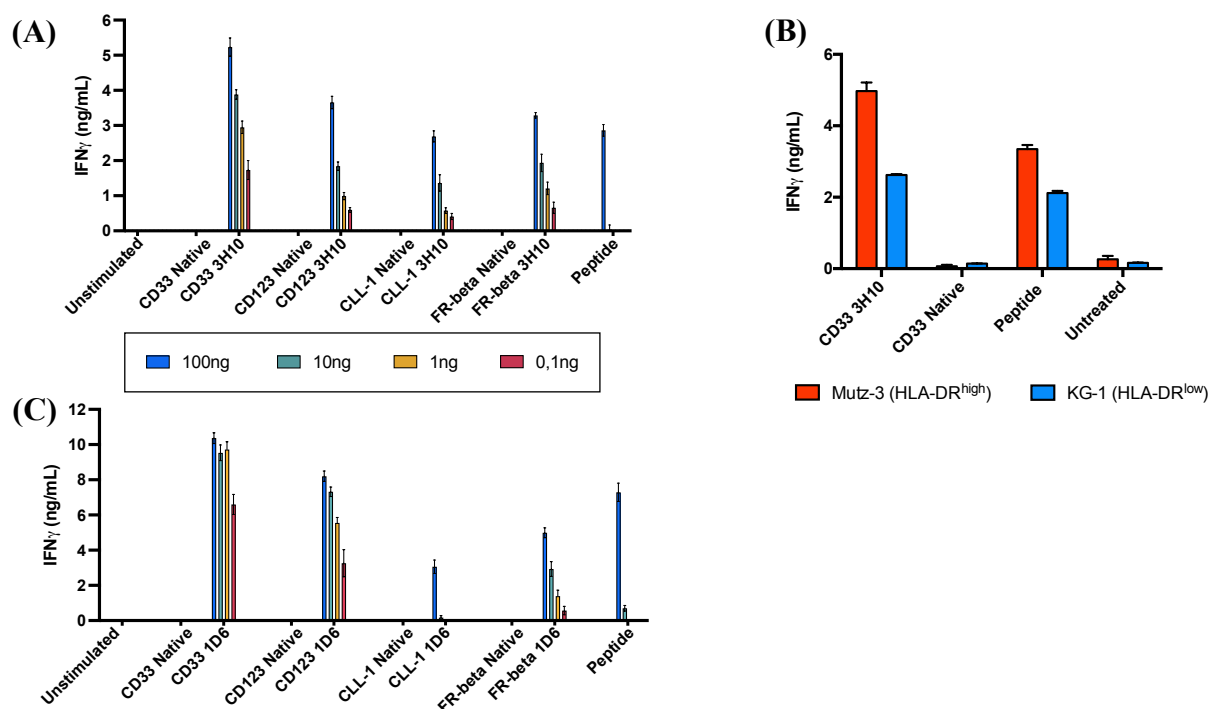 (A)
6
5
4
3
2
1
0
IFNγ (ng/mL)
Unstimulated
CD33 Native
CD33 3H10
CD123 Native
CD123 3H10
CLL-1 Native
CLL-1 3H10
FR-beta Native
FR-beta 3H10
Peptide
100ng 10ng 1ng 0,1ng
(B)
6
4
2
0
IFNγ (ng/mL)
CD33 3H10
CD33 Native
Peptide
Untreated
Mutz-3 (HLA-DRhigh) KG-1 (HLA-DRlow)
(C)
12
10
8
6
4
2
0
IFNγ (ng/mL)
Unstimulated
CD33 Native
CD33 1D6
CD123 Native
CD123 1D6
CLL-1 Native
CLL-1 1D6
FR-beta Native
FR-beta 1D6
Peptide